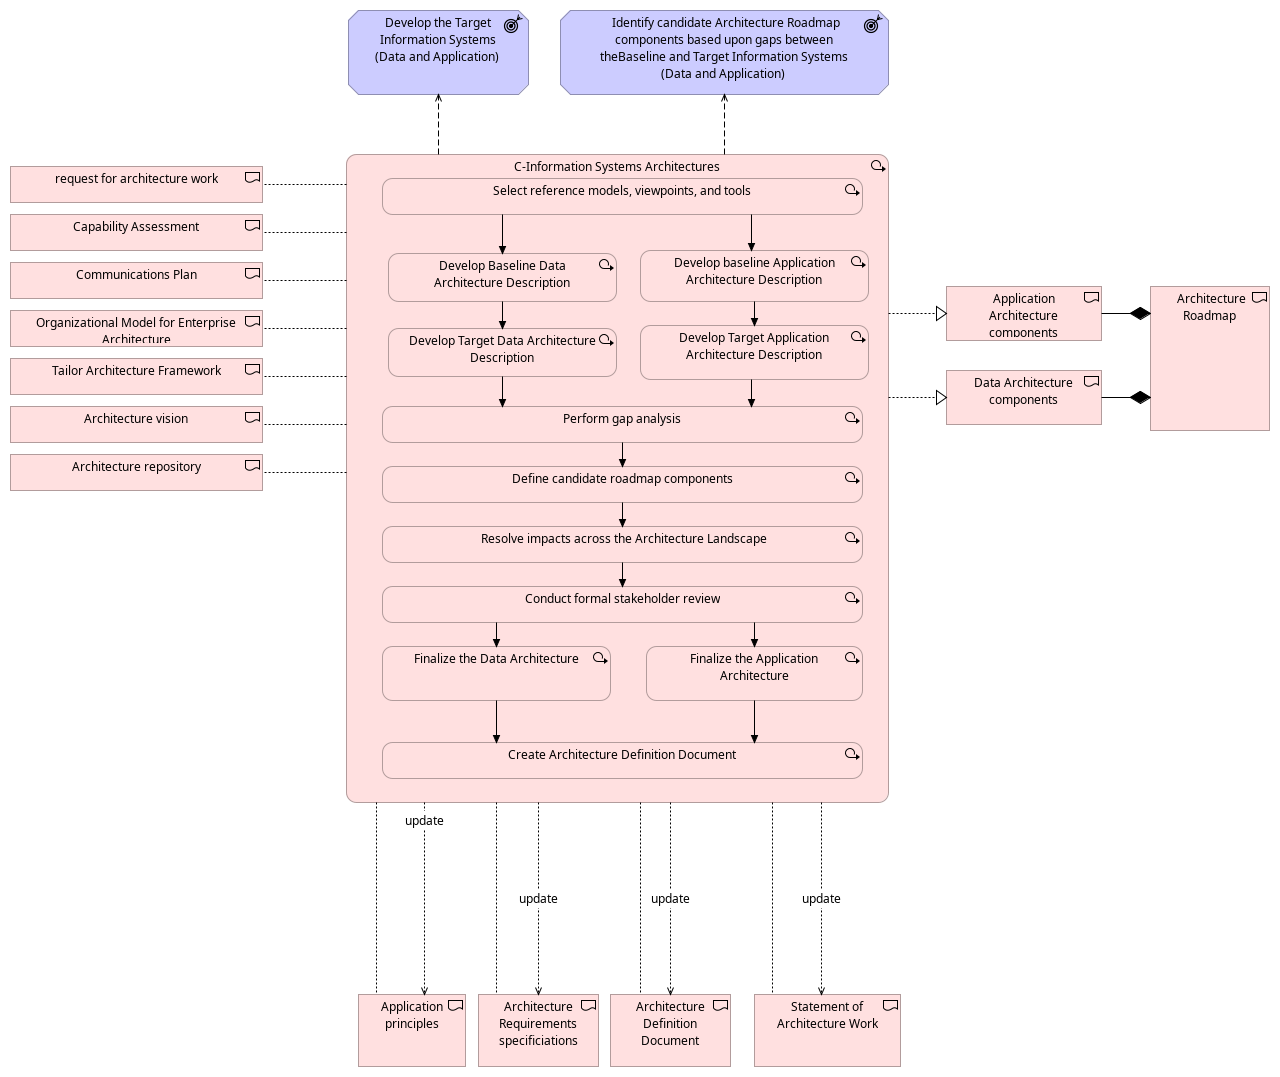 Develop the Target
Information Systems
(Data and Application)
Identify candidate Architecture Roadmap
components based upon gaps between
theBaseline and Target Information Systems
(Data and Application)
request for architecture work
Capability Assessment
Communications Plan
Organizational Model for Enterprise
Architecture
Tailor Architecture Framework
Architecture vision
Architecture repository
C-Information Systems Architectures
Select reference models, viewpoints, and tools
Develop Baseline Data
Architecture Description
Develop baseline Application
Architecture Description
Develop Target Data Architecture
Description
Develop Target Application
Architecture Description
Perform gap analysis
Define candidate roadmap components
Resolve impacts across the Architecture Landscape
Conduct formal stakeholder review
Finalize the Data Architecture
Finalize the Application
Architecture
Create Architecture Definition Document
Application
Architecture
components
Data Architecture
components
Architecture
Roadmap
update
update
update
update
Application
principles
Architecture
Requirements
specificiations
Architecture
Definition
Document
Statement of
Architecture Work